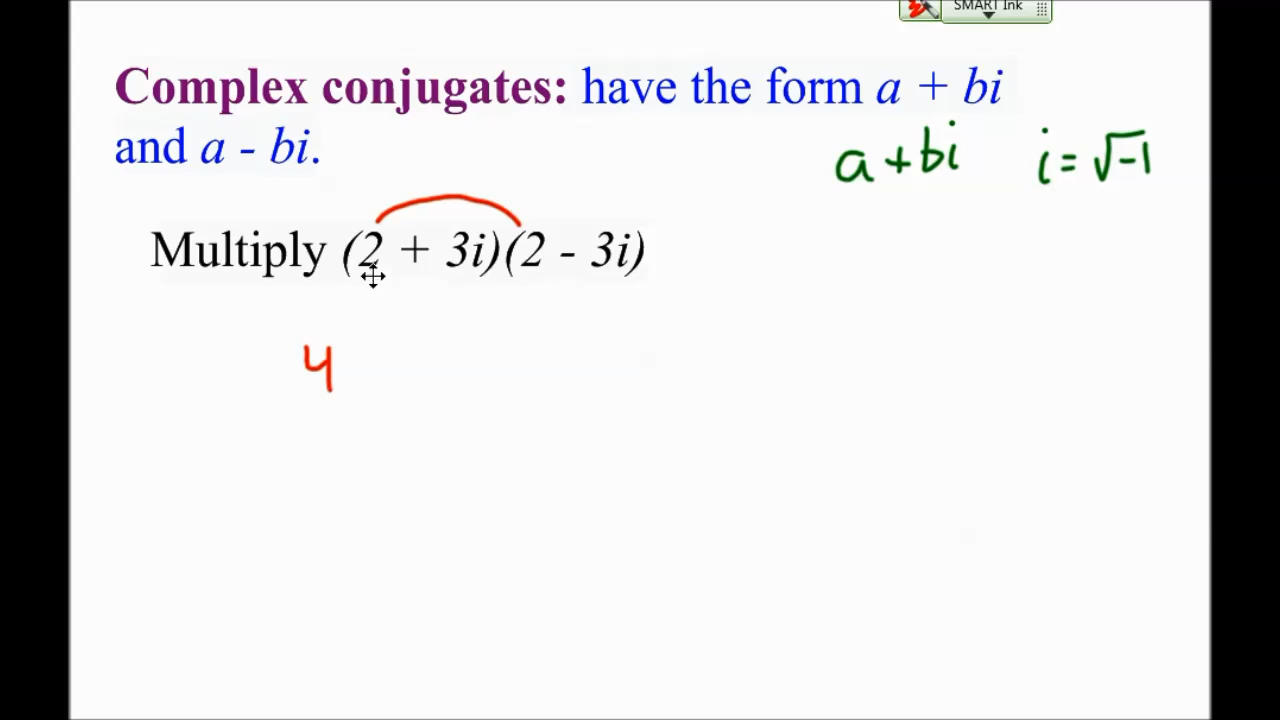 SMART Ink
Complex conjugates: have the form a + bi
and a - bi.
a + bi i = √-1
Multiply (2 + 3i)(2 - 3i)
4